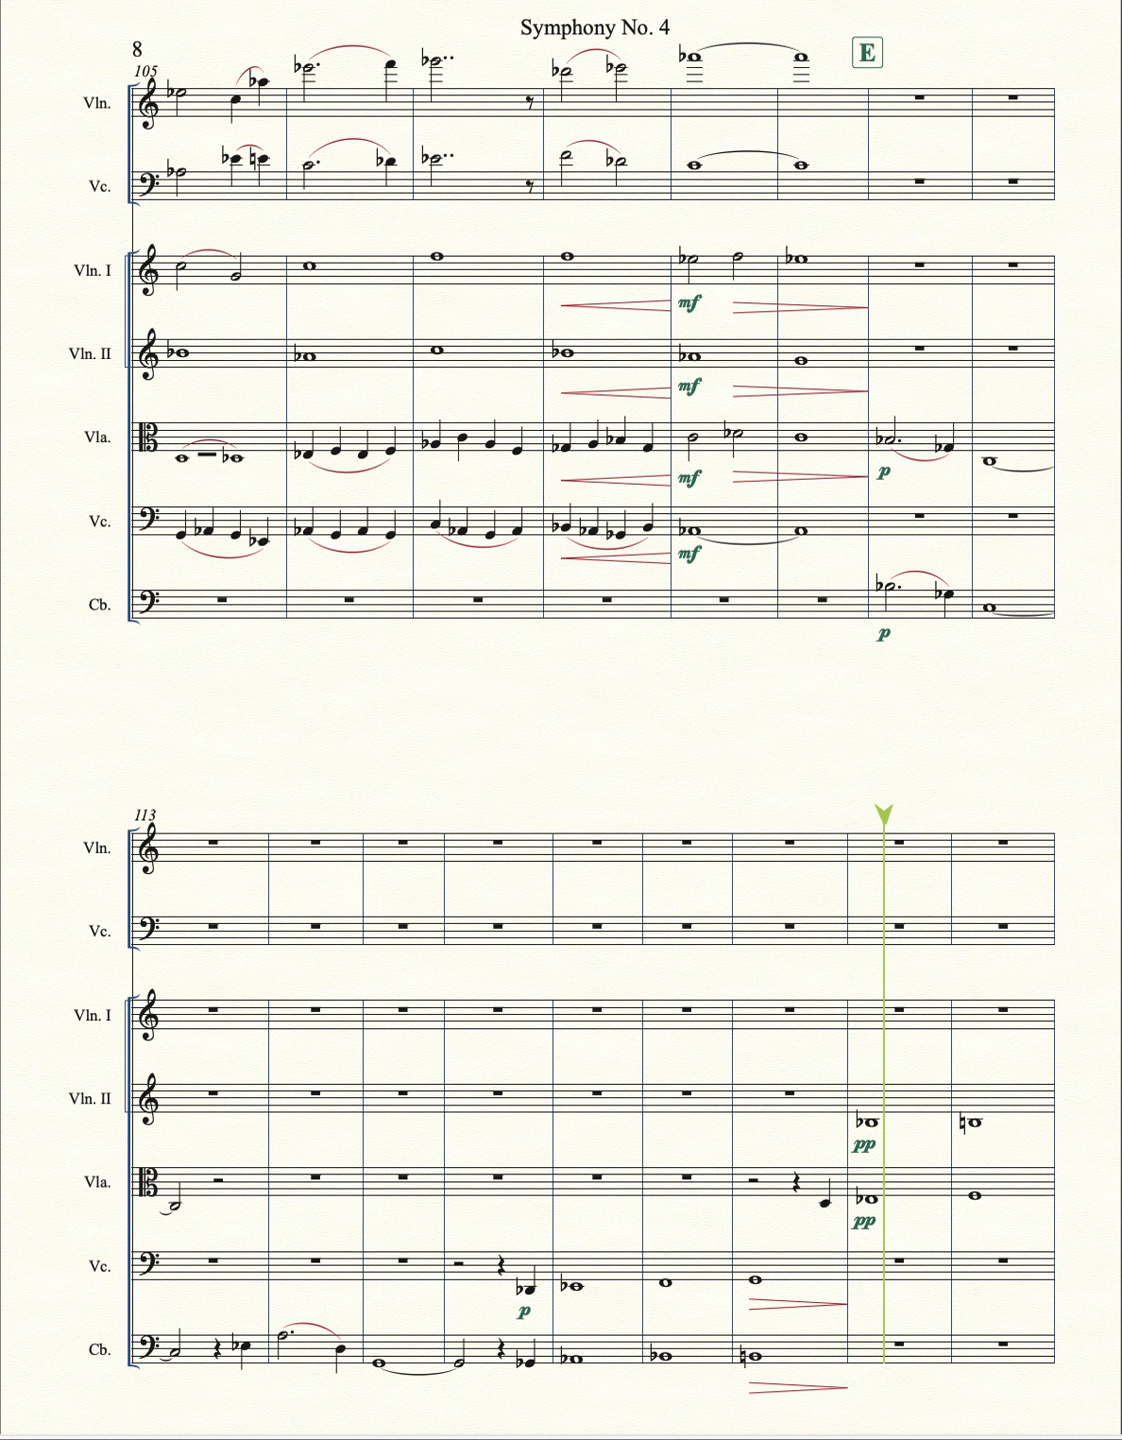 Symphony No. 4
8
E
105
Vln.
Vc.
Vln. I
mf
Vln. II
mf
Vla.
mf
p
Vc.
mf
Cb.
p
113
Vln.
Vc.
Vln. I
Vln. II
pp
Vla.
pp
Vc.
p
Cb.